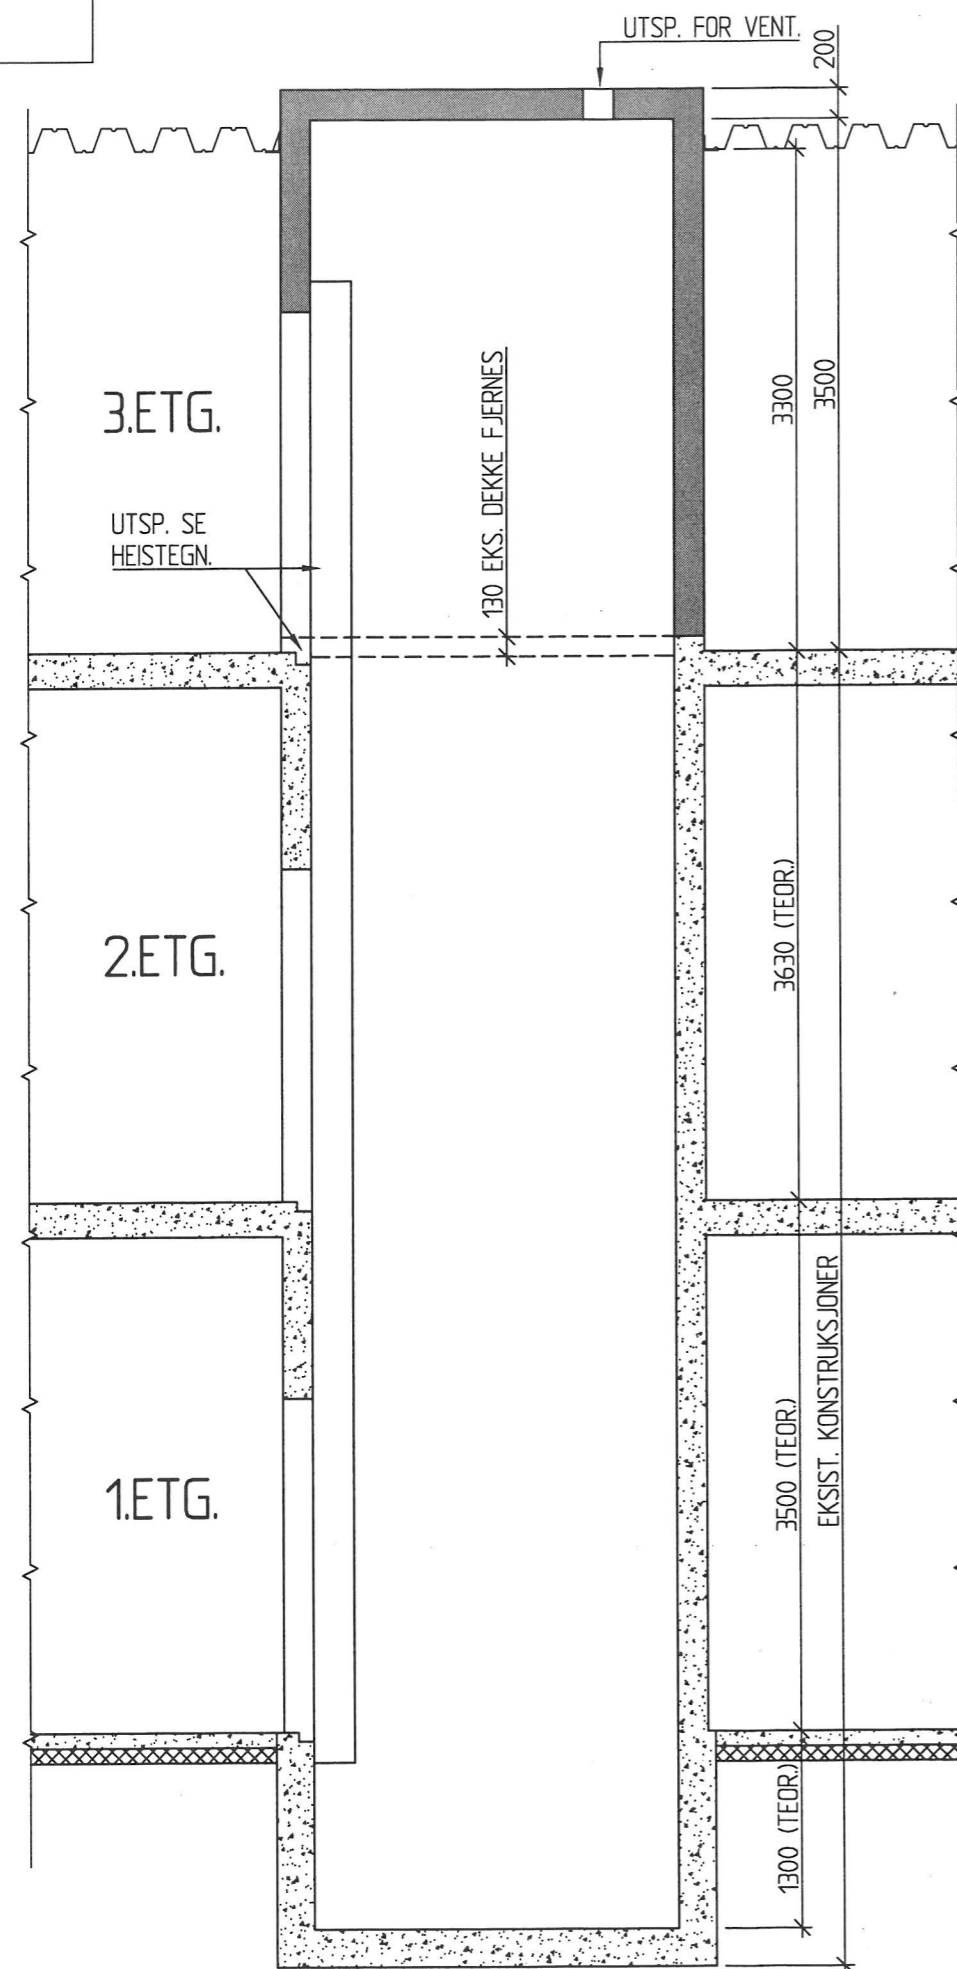 UTSP. FOR VENT.
200
3.ETG.
130 EKS. DEKKE FJERNES
3300
3500
UTSP. SE
HEISTEGN.
2.ETG.
3630 (TEOR.)
1.ETG.
3500 (TEOR.)
EKSIST. KONSTRUKSJONER
1300 (TEOR.)